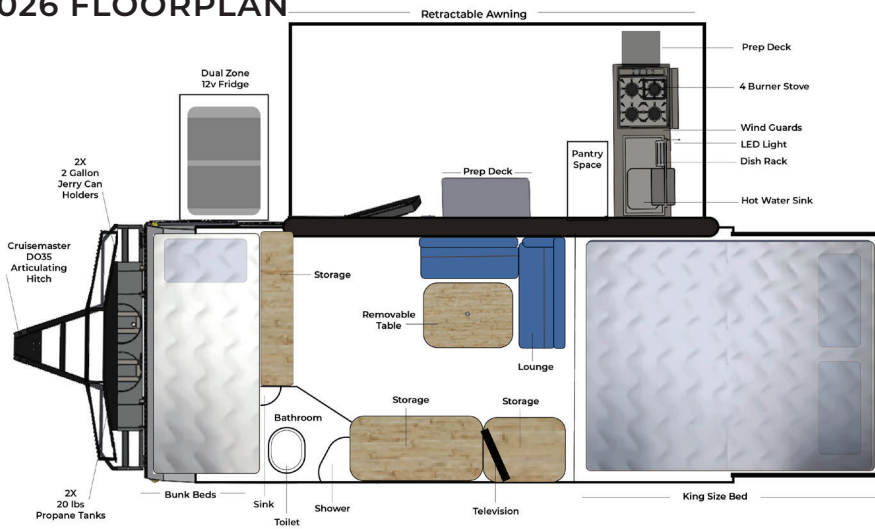 026 FLOORPLAN
Retractable Awning
Prep Deck
Dual Zone
12v Fridge
4 Burner Stove
Wind Guards
LED Light
Dish Rack
Pantry
Space
Hot Water Sink
2X
2 Gallon
Jerry Can
Holders
Prep Deck
Cruisemaster
DO35
Articulating
Hitch
Storage
Removable
Table
Lounge
Storage
Storage
Bathroom
2X
20 lbs
Propane Tanks
Bunk Beds
Sink
Toilet
Shower
Television
King Size Bed